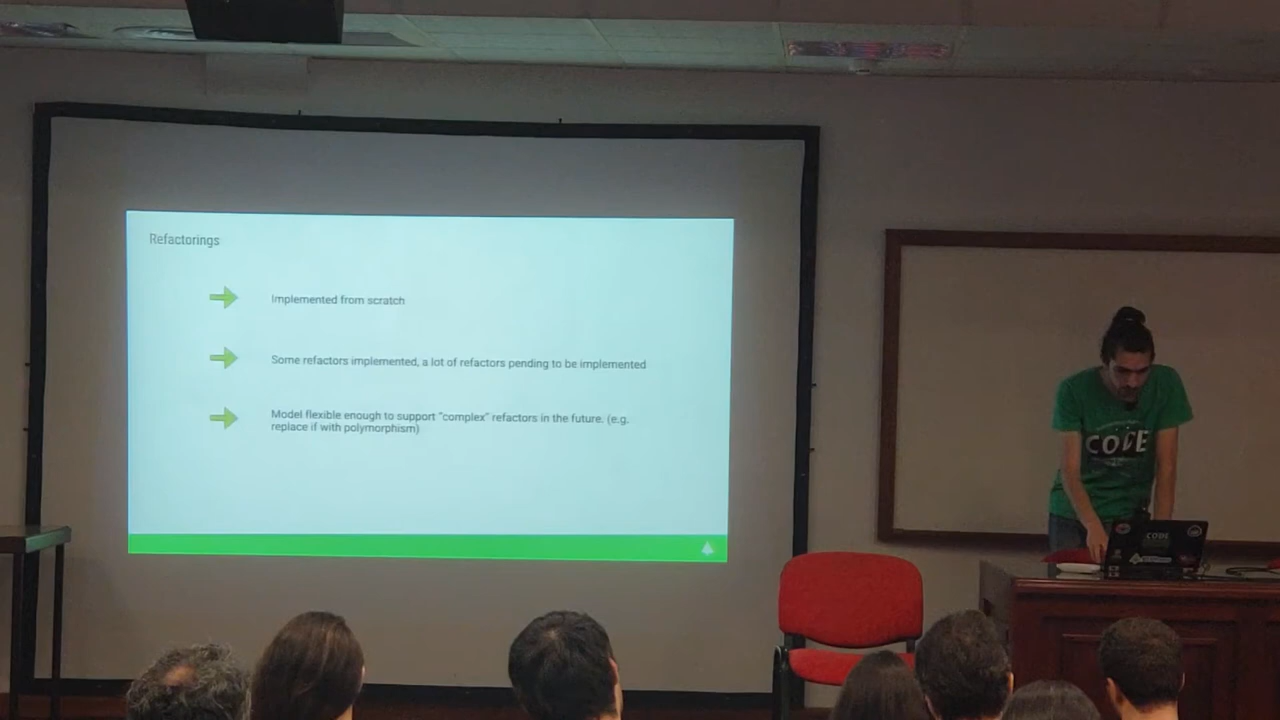 Refactorings
Implemented from scratch
Some refactors implemented, a lot of refactors pending to be implemented
Model flexible enough to support "complex" refactors in the future. (e.g.
replace if with polymorphism)
CODE
CODE